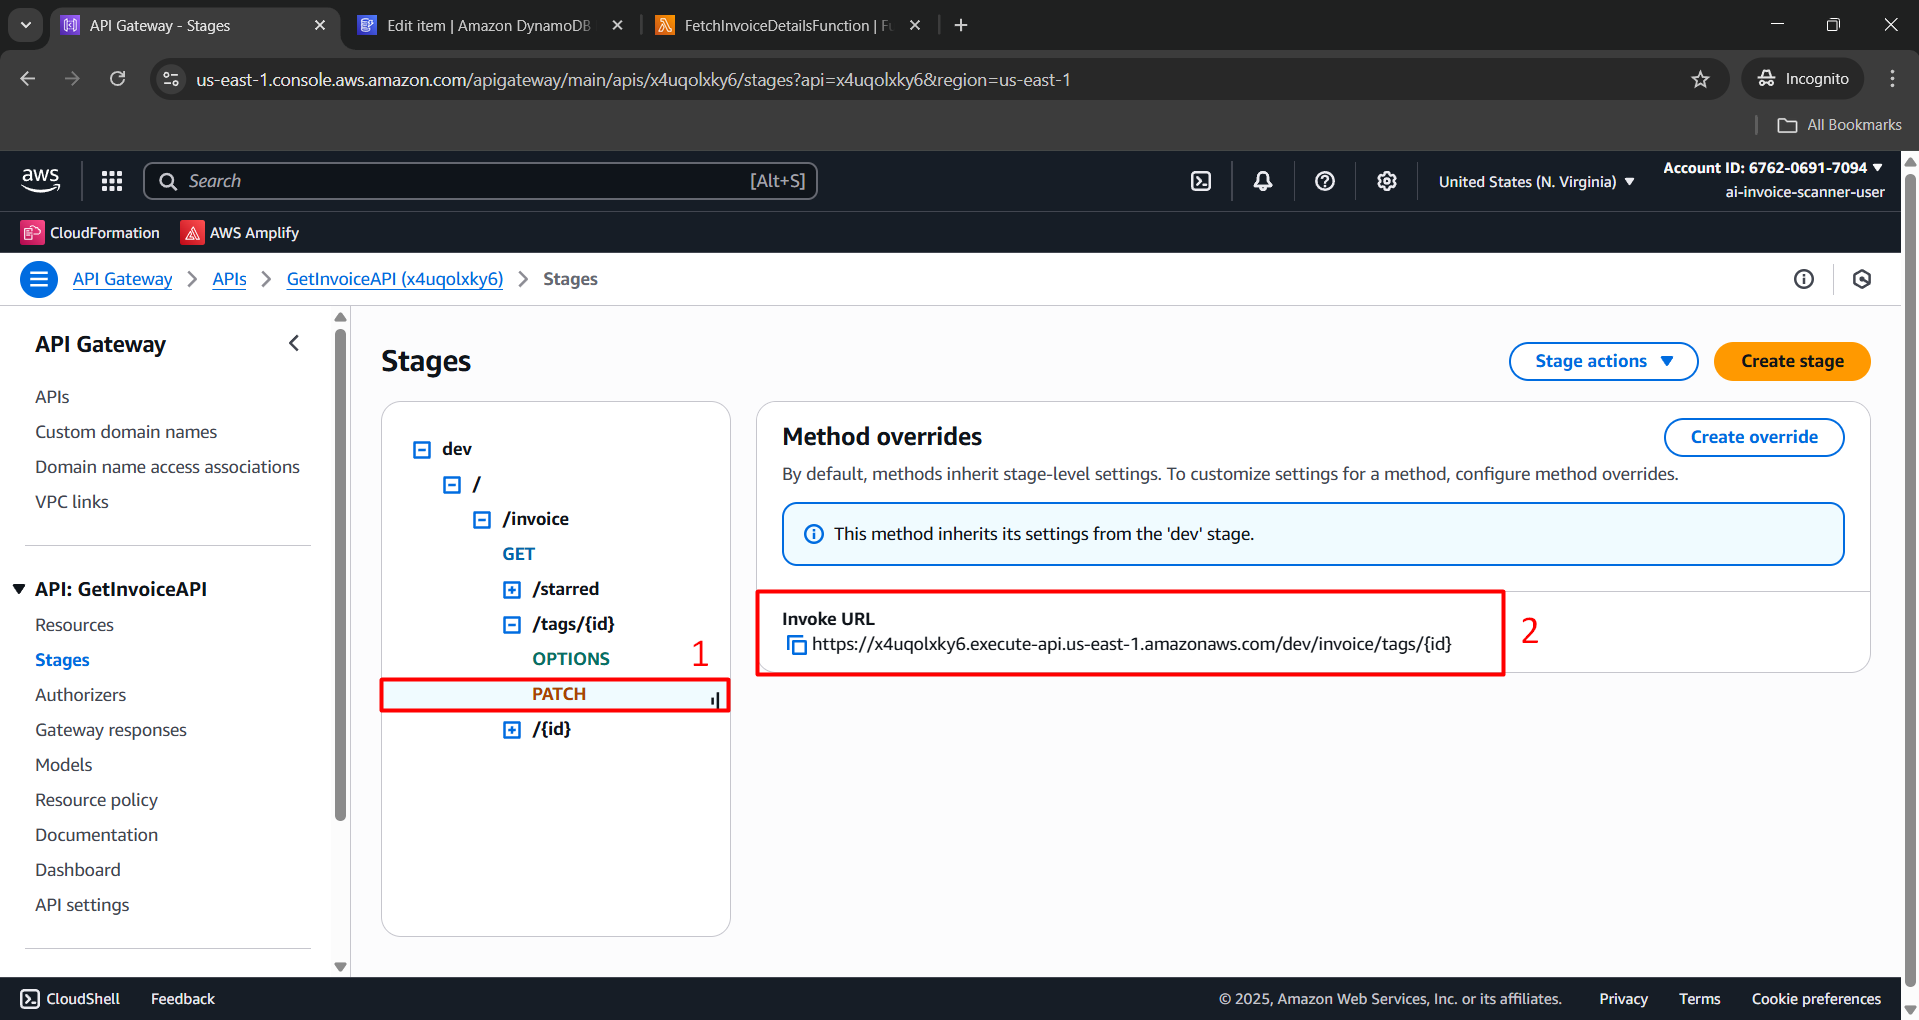 API Gateway - Stages
Edit item | Amazon DynamoDB
FetchInvoiceDetailsFunction | Fu
us-east-1.console.aws.amazon.com/apigateway/main/apis/x4uqolxky6/stages?api=x4uqolxky6&region=us-east-1
Incognito
All Bookmarks
aws
Search
[Alt+S]
United States (N. Virginia)
Account ID: 6762-0691-7094
ai-invoice-scanner-user
CloudFormation
AWS Amplify
API Gateway
APIs
GetInvoiceAPI (x4uqolxky6)
Stages
API Gateway
APIs
Custom domain names
Domain name access associations
VPC links
API: GetInvoiceAPI
Resources
Stages
Authorizers
Gateway responses
Models
Resource policy
Documentation
Dashboard
API settings
Stages
Stage actions
Create stage
dev
/
/invoice
GET
/starred
/tags/{id}
OPTIONS
1
PATCH
/{id}
Method overrides
Create override
By default, methods inherit stage-level settings. To customize settings for a method, configure method overrides.
This method inherits its settings from the 'dev' stage.
Invoke URL
https://x4uqolxky6.execute-api.us-east-1.amazonaws.com/dev/invoice/tags/{id}
2
CloudShell
Feedback
© 2025, Amazon Web Services, Inc. or its affiliates.
Privacy
Terms
Cookie preferences